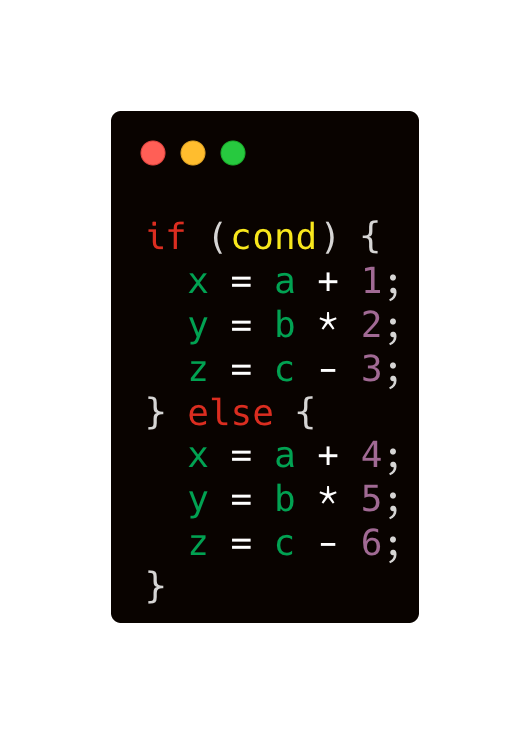 if (cond) {
  x = a + 1;
  y = b * 2;
  z = c - 3;
} else {
  x = a + 4;
  y = b * 5;
  z = c - 6;
}